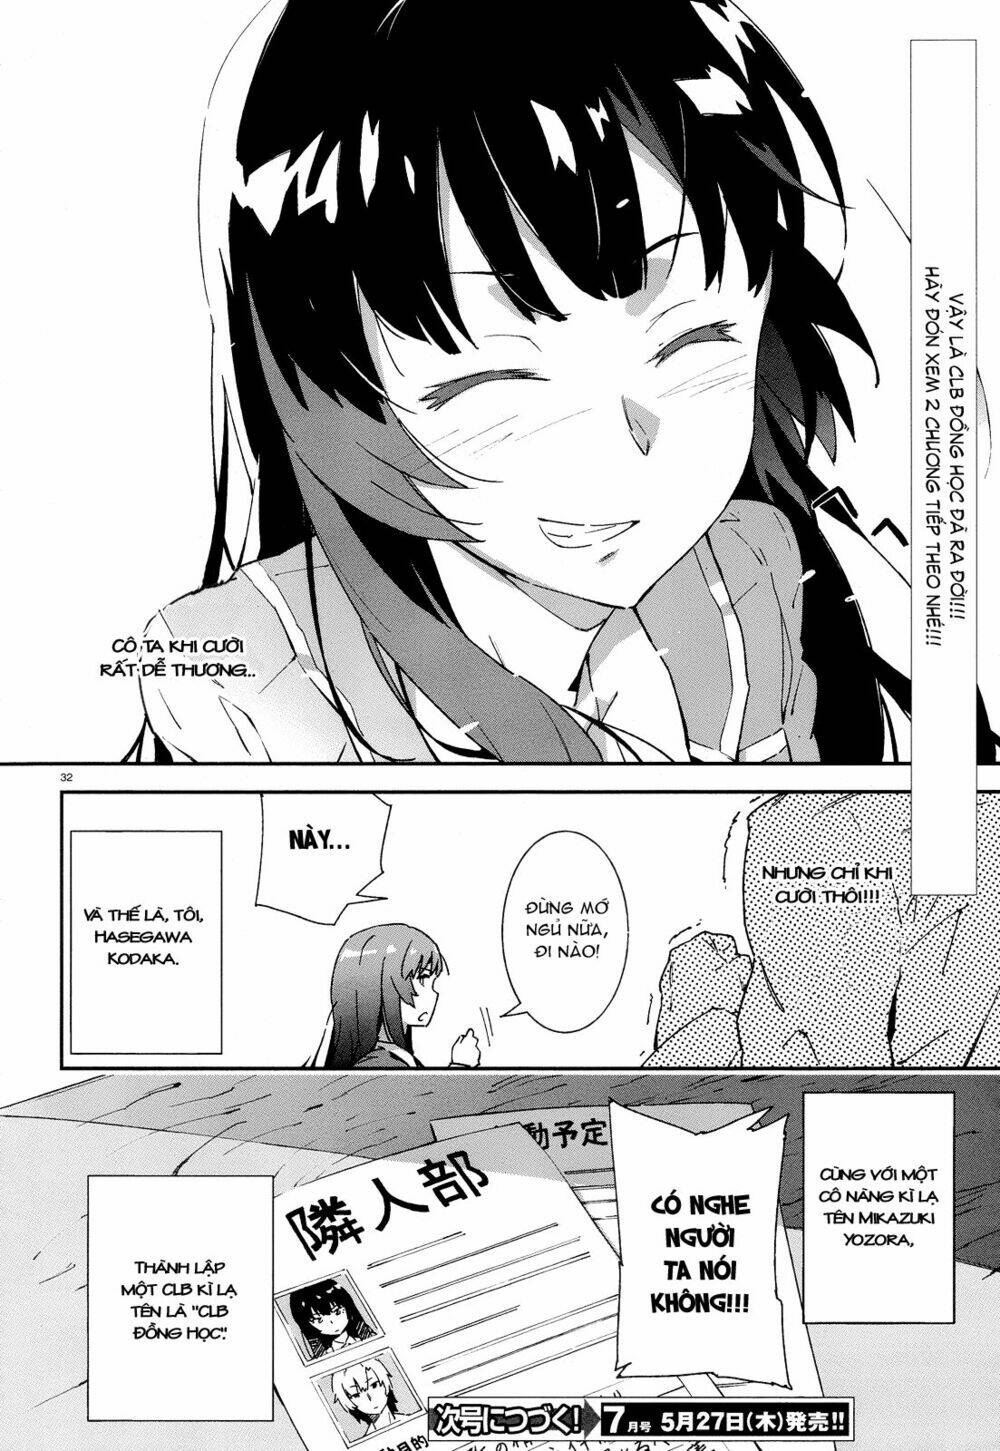 VẬY LÀ CLB ĐỒNG HỌC ĐÃ RA ĐỜI!!!
HÃY ĐÓN XEM 2 CHƯƠNG TIẾP THEO NHÉ!!!
CÔ TA KHI CƯỜI
RẤT DỄ THƯƠNG..
32
NHƯNG CHỈ KHI
CƯỜI THÔI!!!
ĐỪNG MỚ
NGỦ NỮA,
ĐI NÀO!
NÀY...
VÀ THẾ LÀ, TÔI,
HASEGAWA
KODAKA.
CÙNG VỚI MỘT
CÔ NÀNG KÌ LẠ
TÊN MIKAZUKI
YOZORA,
CÓ NGHE
NGƯỜI
TA NÓI
KHÔNG!!!
動予定
隣人部
THÀNH LẬP
MỘT CLB KÌ LẠ
TÊN LÀ "CLB
ĐỒNG HỌC".
次号につづく!
7月号 5月27日(木)発売!!